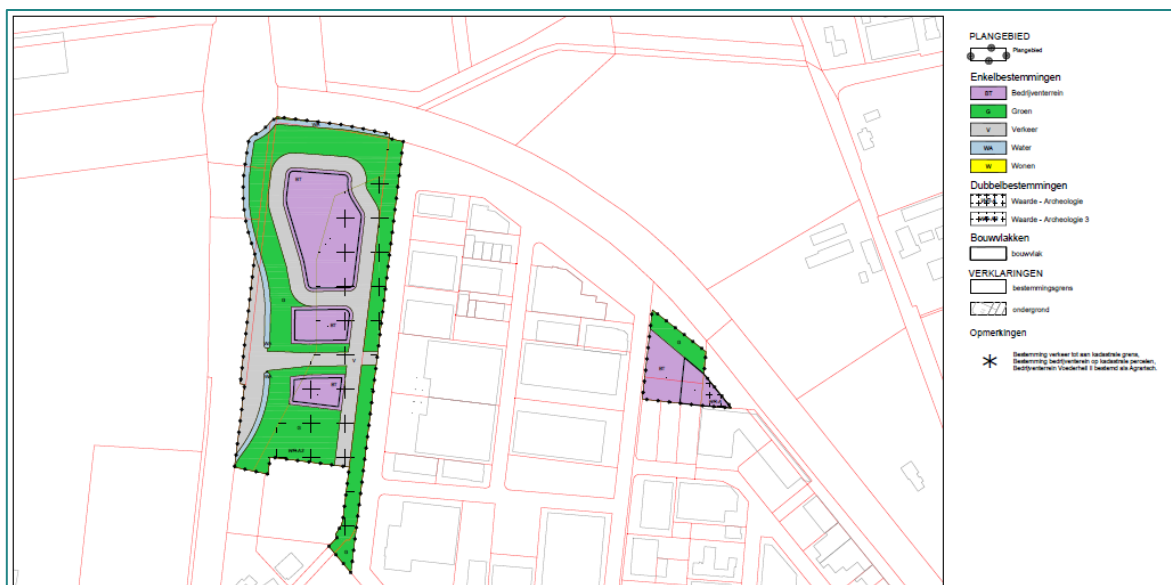 PLANGEBIED
Plangebied
Enkelbestemmingen
BT Bedrijventerrein
G Groen
V Verkeer
WA Water
W Wonen
Dubbelbestemmingen
Waarde - Archeologie
Waarde - Archeologie 3
Bouwvlakken
bouwvlak
VERKLARINGEN
bestemmingsgrens
ondergrond
Opmerkingen
Bestemming verkeer tot aan kadastrale grens,
Bestemming bedrijventerrein op kadastrale percelen,
Bedrijventerrein Voederheil II bestemd als Agrarisch.
BT
G
BT
V
BT
G
G
G
BT